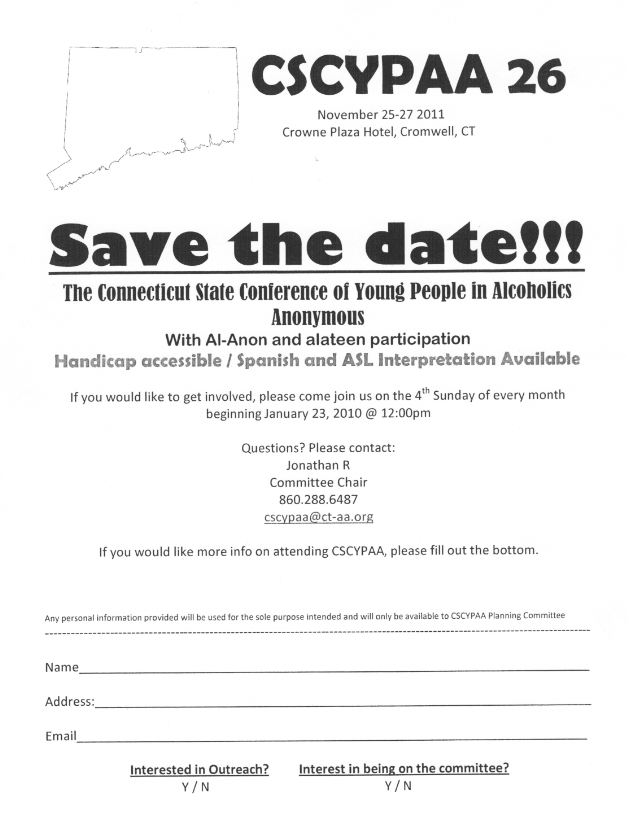 CSCYPAA 26
November 25-27 2011
Crowne Plaza Hotel, Cromwell, CT
Save the date!!!
The Connecticut State Conference of Young People in Alcoholics
Anonymous
With Al-Anon and alateen participation
Handicap accessible / Spanish and ASL Interpretation Available
If you would like to get involved, please come join us on the 4th Sunday of every month
beginning January 23, 2010 @ 12:00pm
Questions? Please contact:
Jonathan R
Committee Chair
860.288.6487
cscypaa@ct-aa.org
If you would like more info on attending CSCYPAA, please fill out the bottom.
Any personal information provided will be used for the sole purpose intended and will only be available to CSCYPAA Planning Committee
Name
Address:
Email
Interested in Outreach? Interest in being on the committee?
Y / N Y / N